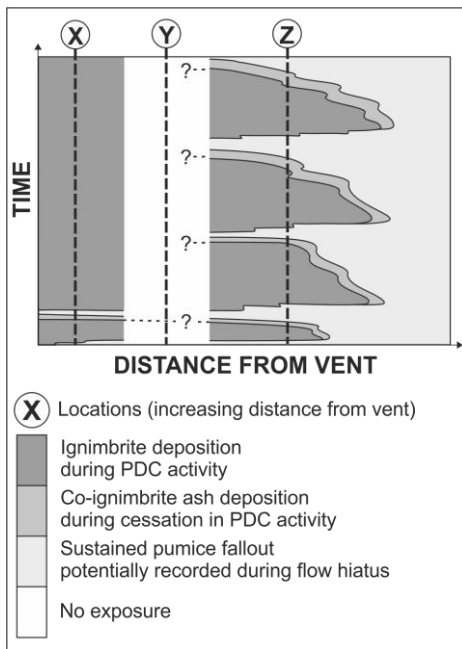 X Y Z
?
?
?
?
TIME
DISTANCE FROM VENT
X Locations (increasing distance from vent)
Ignimbrite deposition
during PDC activity
Co-ignimbrite ash deposition
during cessation in PDC activity
Sustained pumice fallout
potentially recorded during flow hiatus
No exposure